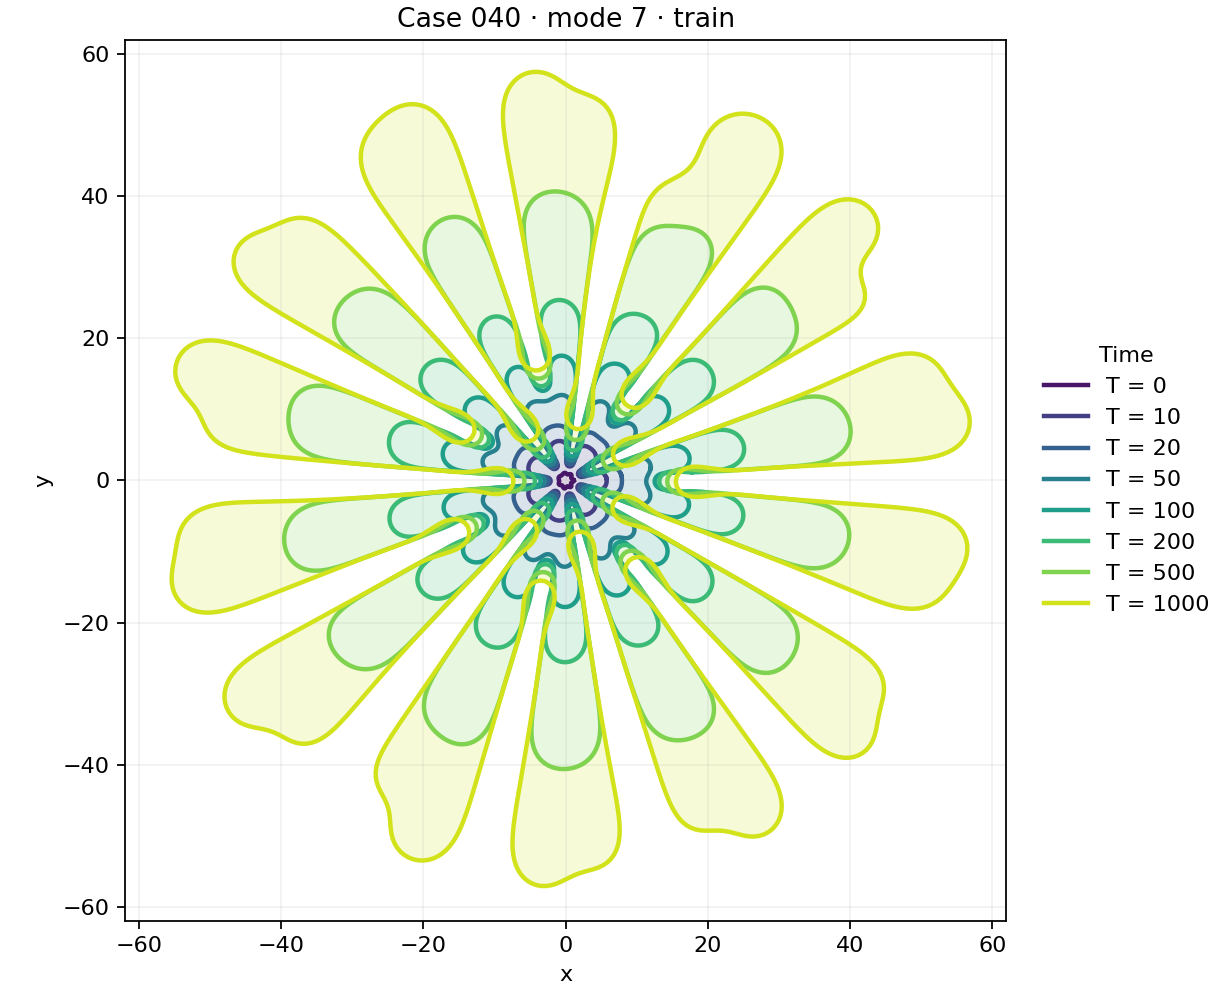 Case 040 · mode 7 · train
60
40
20
0
−20
−40
−60
y
−60
−40
−20
0
20
40
60
x
Time
T = 0
T = 10
T = 20
T = 50
T = 100
T = 200
T = 500
T = 1000